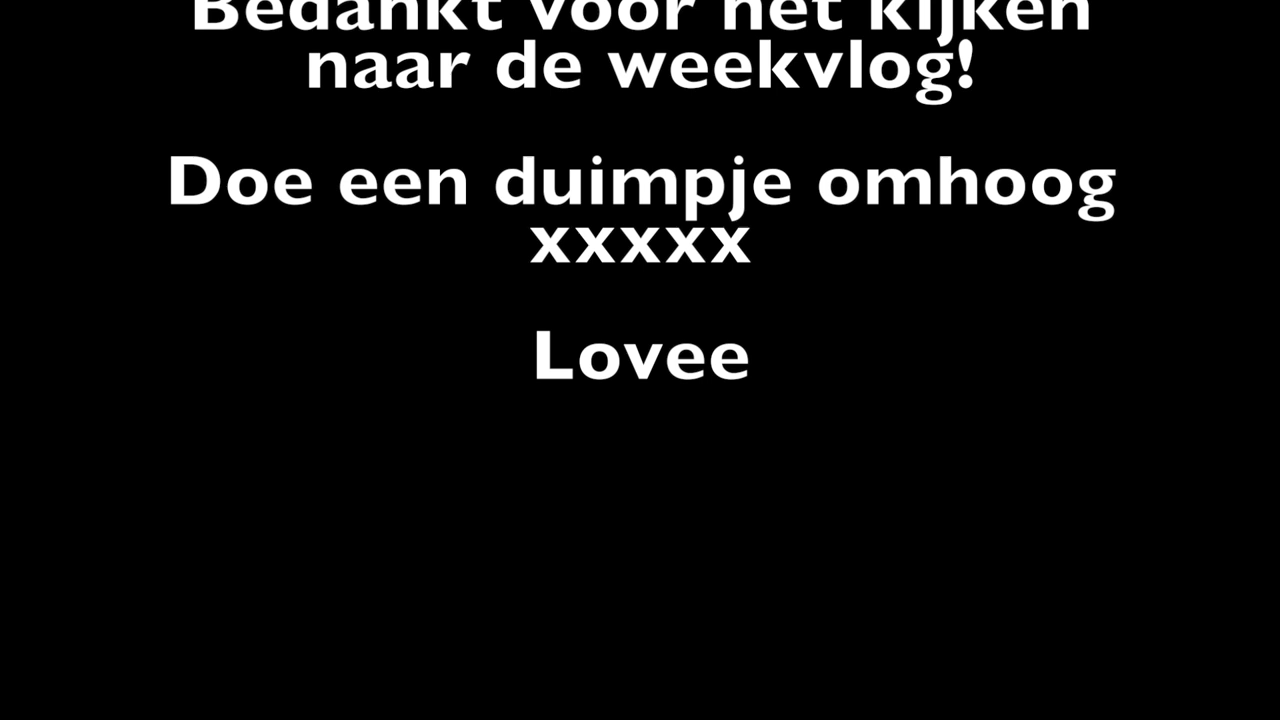 Bedankt voor het kijken
naar de weekvlog!
Doe een duimpje omhoog
xxxxx
Lovee